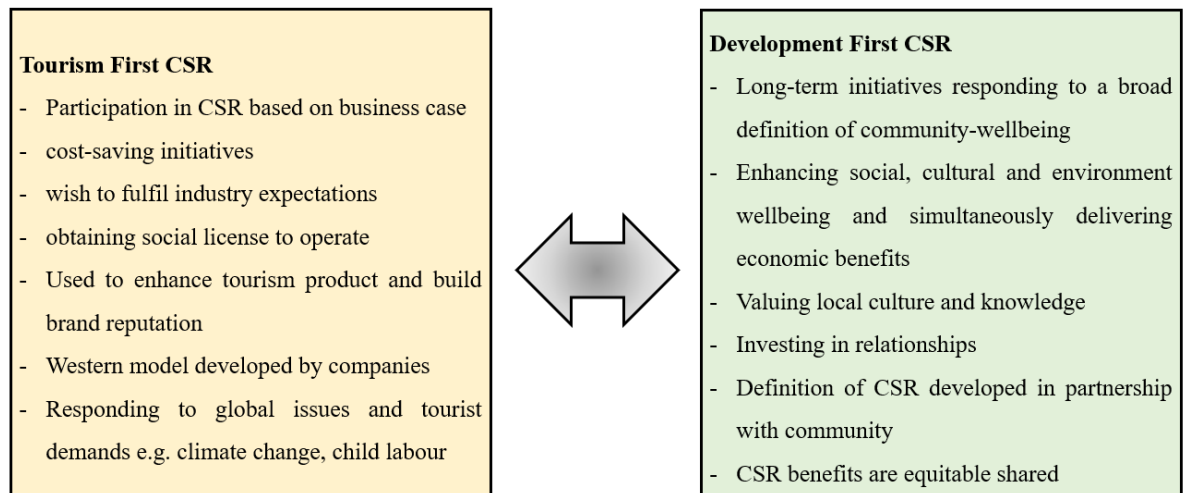 Tourism First CSR
- Participation in CSR based on business case
- cost-saving initiatives
- wish to fulfil industry expectations
- obtaining social license to operate
- Used to enhance tourism product and build
brand reputation
- Western model developed by companies
- Responding to global issues and tourist
demands e.g. climate change, child labour
Development First CSR
- Long-term initiatives responding to a broad
definition of community-wellbeing
- Enhancing social, cultural and environment
wellbeing and simultaneously delivering
economic benefits
- Valuing local culture and knowledge
- Investing in relationships
- Definition of CSR developed in partnership
with community
- CSR benefits are equitable shared